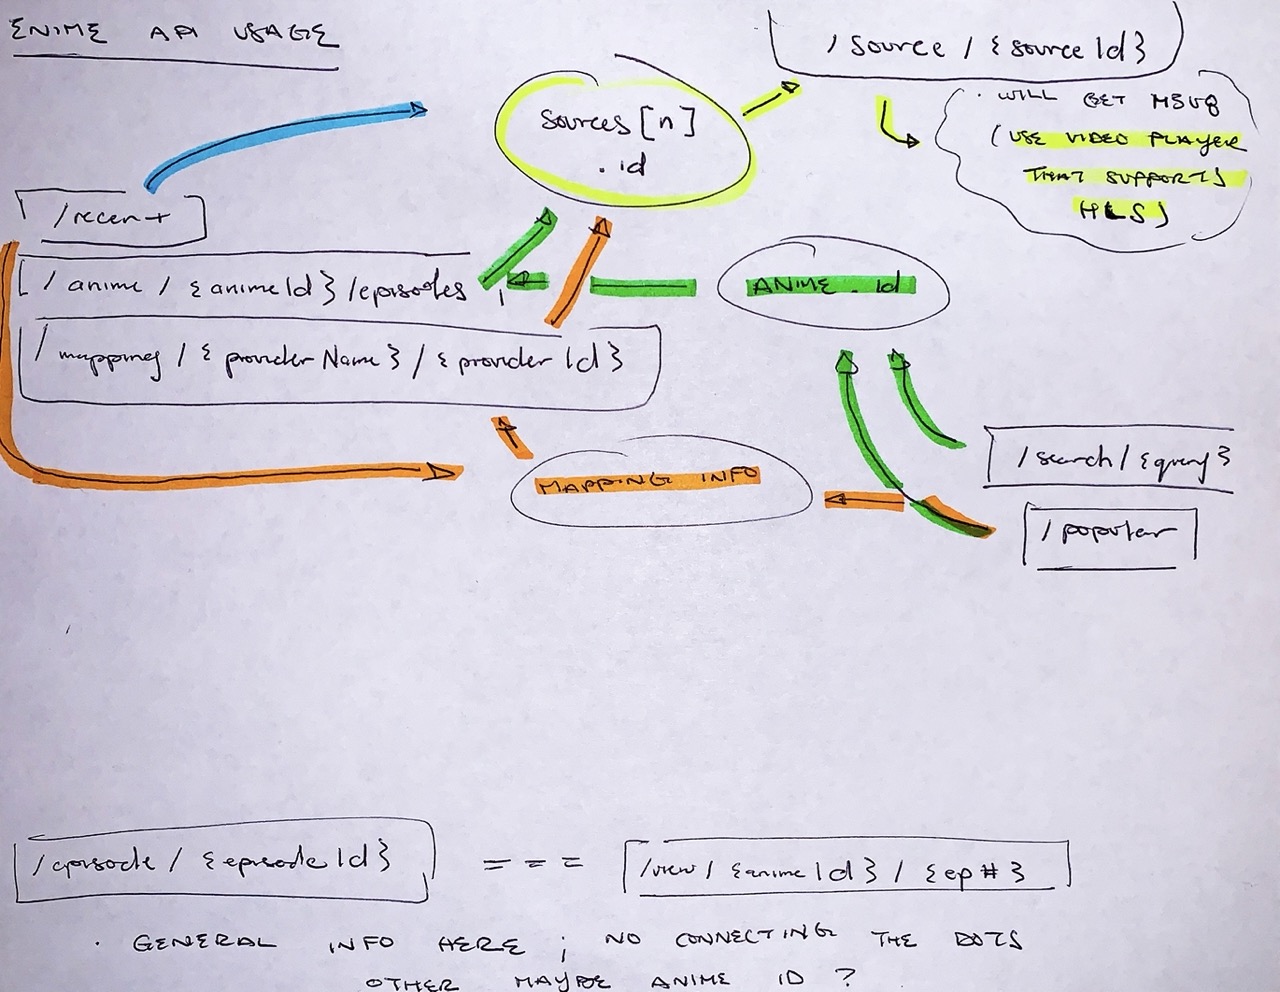 ENIME API USAGE
/source/{sourceId}
sources[n]
.id
· WILL GET M3U8
(USE VIDEO PLAYER
THAT SUPPORTS
HLS)
/recent
/anime/{animeId}/episodes
ANIME.id
/mapping/{providerName}/{providerId}
/search/{query}
MAPPING INFO
/popular
/episode/{episodeId} === /view/{animeId}/{ep#}
· GENERAL INFO HERE; NO CONNECTING THE DOTS
OTHER MAYBE ANIME ID?